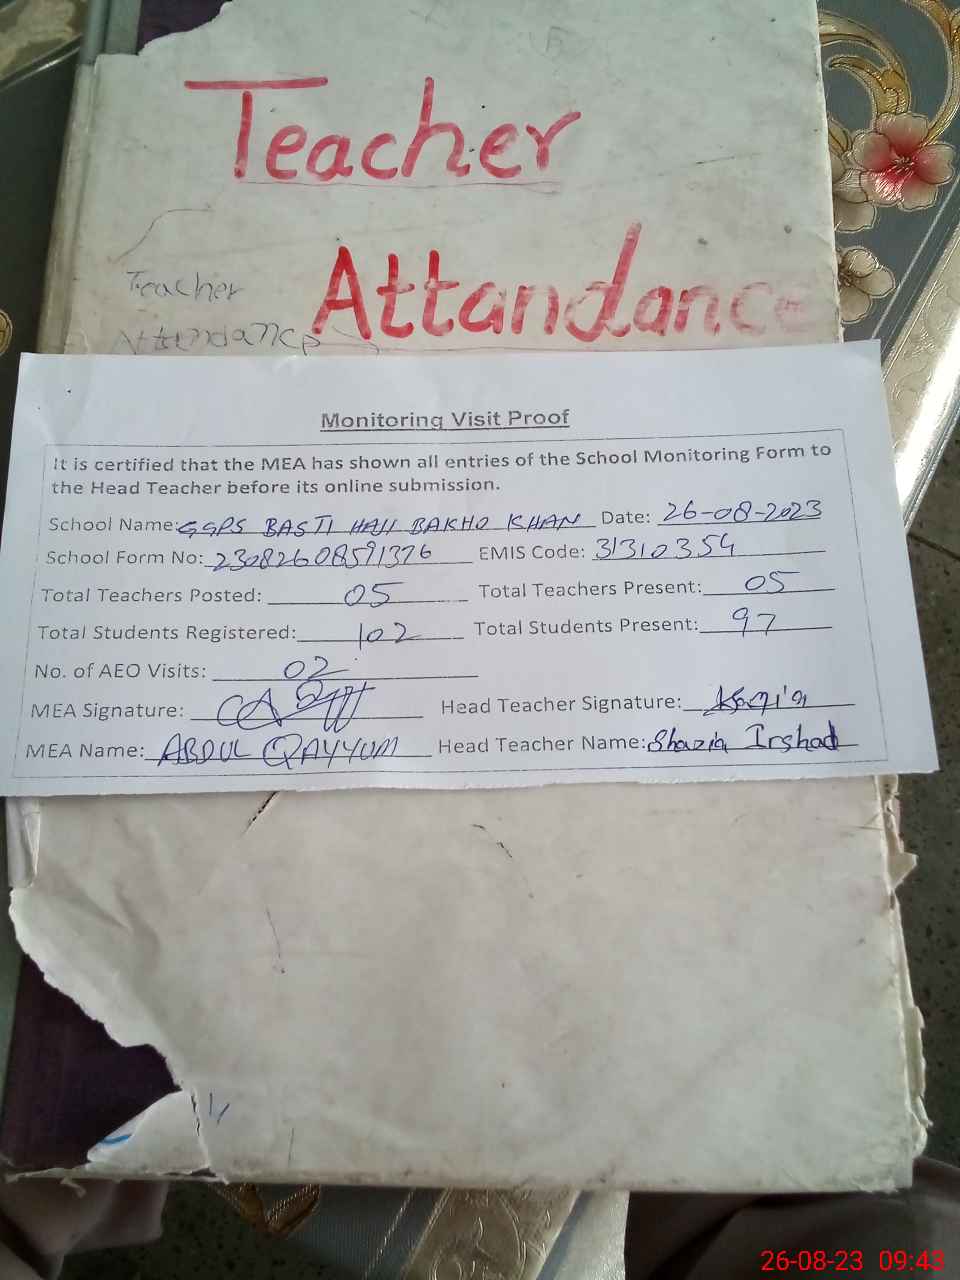 Teacher
Attandance
Teacher
Attandance
Monitoring Visit Proof
It is certified that the MEA has shown all entries of the School Monitoring Form to
the Head Teacher before its online submission.
School Name: GGPS BASTI HAJI BAKHO KHAN Date: 26-08-2023
School Form No: 23082608591376 EMIS Code: 31310354
Total Teachers Posted: 05 Total Teachers Present: 05
Total Students Registered: 102 Total Students Present: 97
No. of AEO Visits: 02
MEA Signature: Head Teacher Signature:
MEA Name: ABDUL QAYYUM Head Teacher Name: Shazia Irshad
26-08-23 09:43